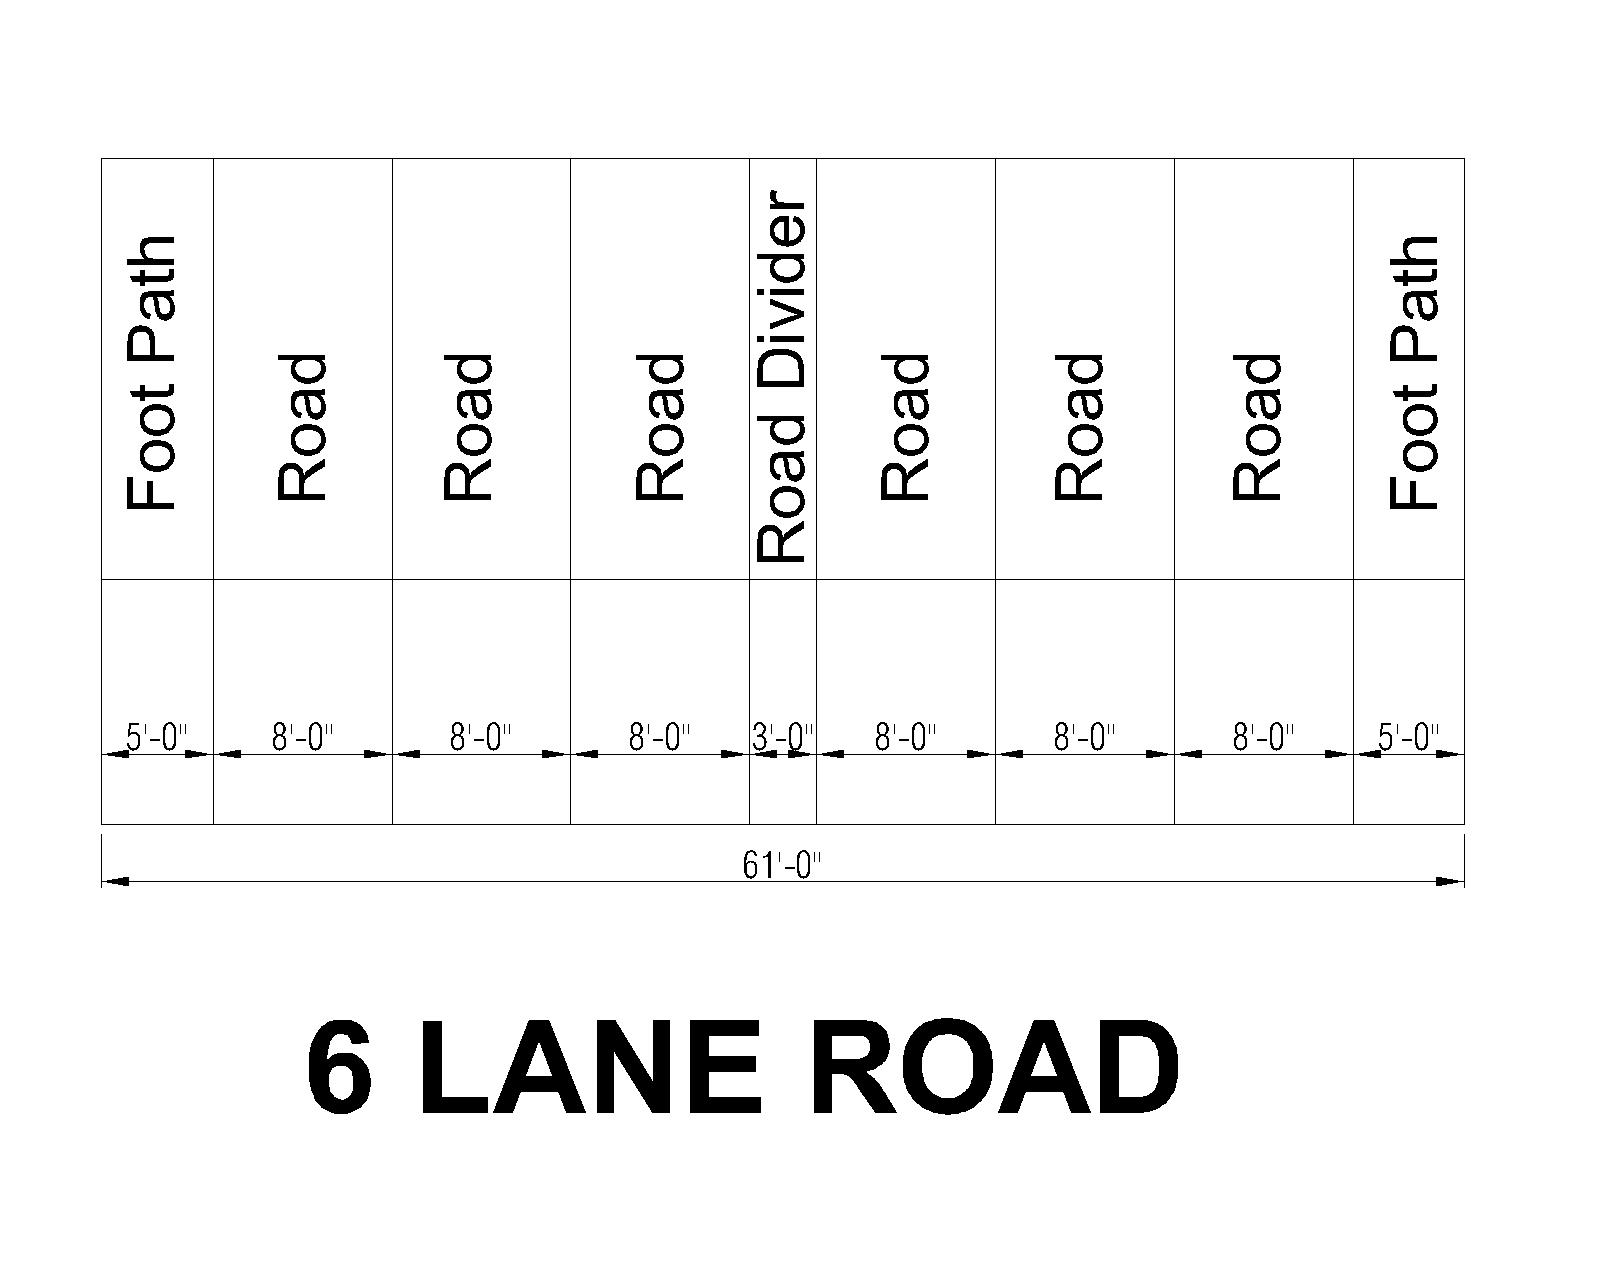 Foot Path
Road
Road
Road
Road Divider
Road
Road
Road
Foot Path
5'-0"
8'-0"
8'-0"
8'-0"
3'-0"
8'-0"
8'-0"
8'-0"
5'-0"
61'-0"
6 LANE ROAD